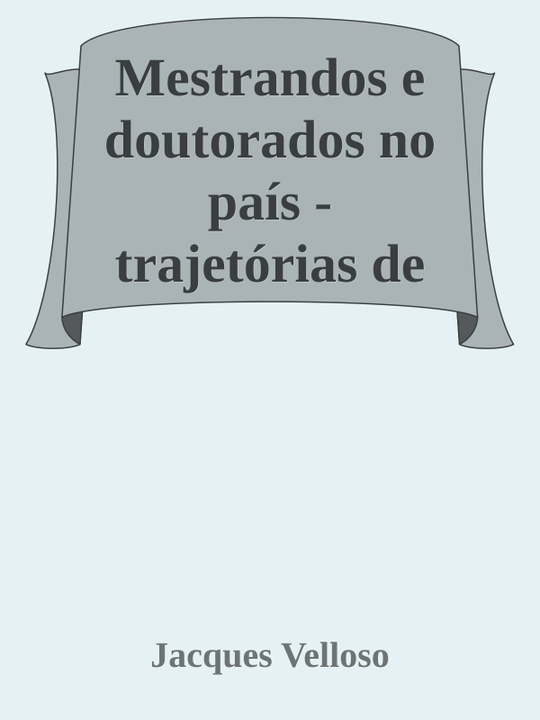 Mestrandos e
doutorados no
país -
trajetórias de
Jacques Velloso